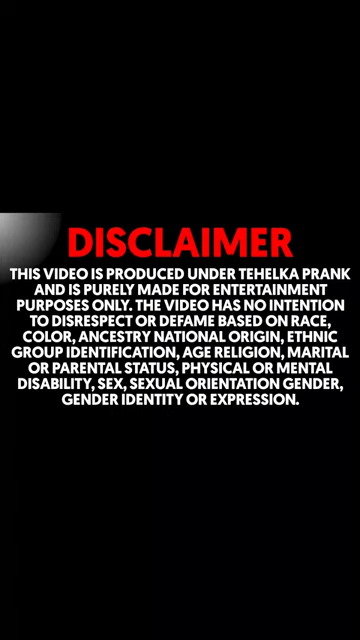 DISCLAIMER
THIS VIDEO IS PRODUCED UNDER TEHELKA PRANK
AND IS PURELY MADE FOR ENTERTAINMENT
PURPOSES ONLY. THE VIDEO HAS NO INTENTION
TO DISRESPECT OR DEFAME BASED ON RACE,
COLOR, ANCESTRY NATIONAL ORIGIN, ETHNIC
GROUP IDENTIFICATION, AGE RELIGION, MARITAL
OR PARENTAL STATUS, PHYSICAL OR MENTAL
DISABILITY, SEX, SEXUAL ORIENTATION GENDER,
GENDER IDENTITY OR EXPRESSION.